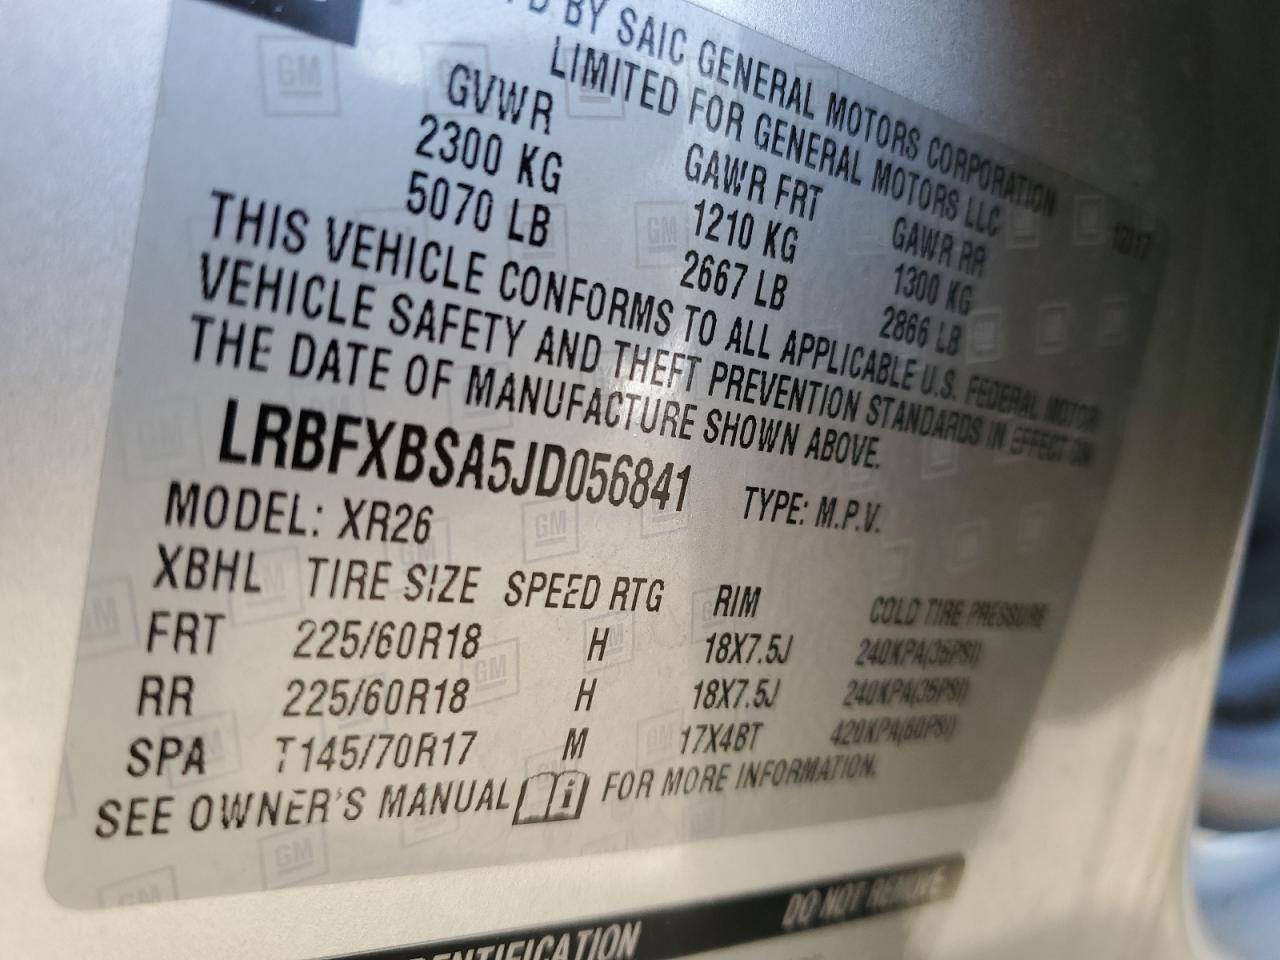 D BY SAIC GENERAL MOTORS CORPORATION
LIMITED FOR GENERAL MOTORS LLC
GVWR GAWR FRT GAWR RR 12/17
2300 KG 1210 KG 1300 KG
5070 LB 2667 LB 2866 LB
THIS VEHICLE CONFORMS TO ALL APPLICABLE U.S. FEDERAL MOTOR
VEHICLE SAFETY AND THEFT PREVENTION STANDARDS IN EFFECT ON
THE DATE OF MANUFACTURE SHOWN ABOVE.
LRBFXBSA5JD056841 TYPE: M.P.V.
MODEL: XR26
XBHL TIRE SIZE SPEED RTG RIM COLD TIRE PRESSURE
FRT 225/60R18 H 18X7.5J 240KPA(35PSI)
RR 225/60R18 H 18X7.5J 240KPA(35PSI)
SPA T145/70R17 M 17X4BT 420KPA(60PSI)
SEE OWNER'S MANUAL i FOR MORE INFORMATION.
DO NOT REMOVE
ENTIFICATION